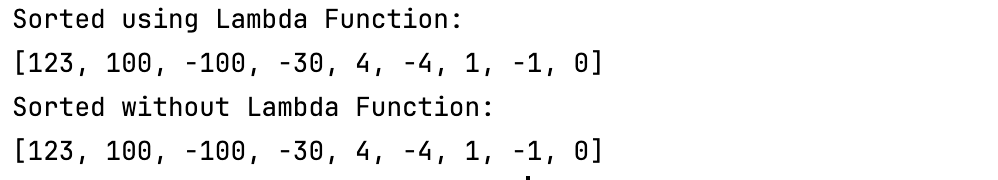 Sorted using Lambda Function:
[123, 100, -100, -30, 4, -4, 1, -1, 0]
Sorted without Lambda Function:
[123, 100, -100, -30, 4, -4, 1, -1, 0]